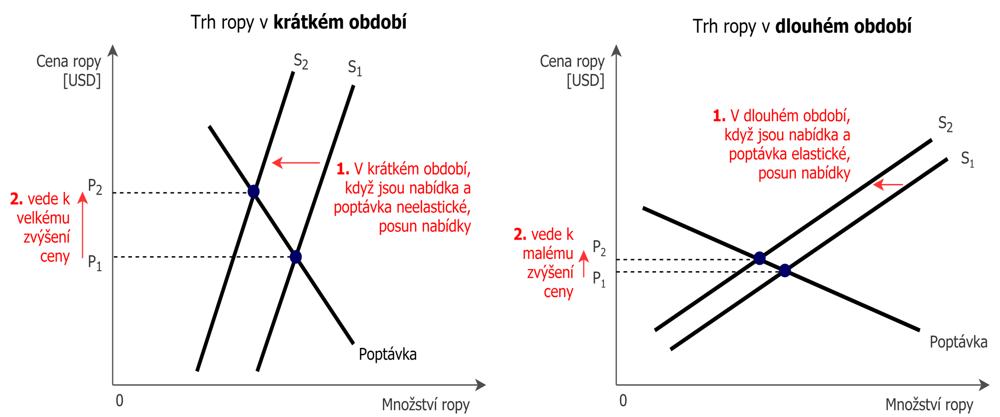 Trh ropy v krátkém období
Cena ropy
[USD]
S2
S1
1. V krátkém období,
když jsou nabídka a
poptávka neelastické,
posun nabídky
P2
2. vede k
velkému
zvýšení
ceny
P1
Poptávka
0
Množství ropy
Trh ropy v dlouhém období
Cena ropy
[USD]
1. V dlouhém období,
když jsou nabídka a
poptávka elastické,
posun nabídky
S2
S1
2. vede k
malému
zvýšení
ceny
P2
P1
Poptávka
0
Množství ropy